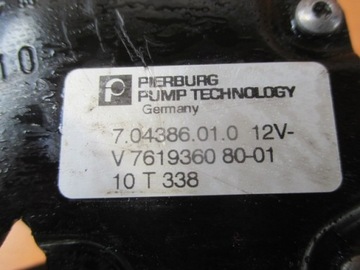 PIERBURG
PUMP TECHNOLOGY
Germany
7.04386.01.0 12V-
V 7619360 80-01
10 T 338